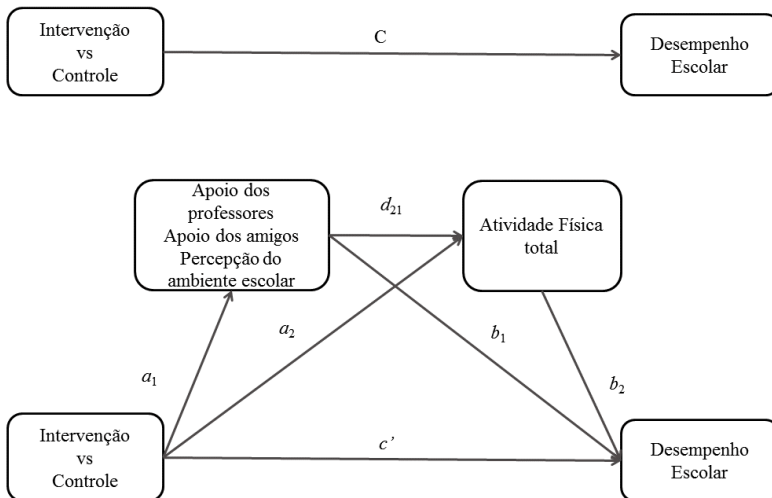 Intervenção
vs
Controle
C
Desempenho
Escolar
Apoio dos
professores
Apoio dos amigos
Percepção do
ambiente escolar
d21
Atividade Física
total
a1
a2
b1
b2
Intervenção
vs
Controle
c’
Desempenho
Escolar